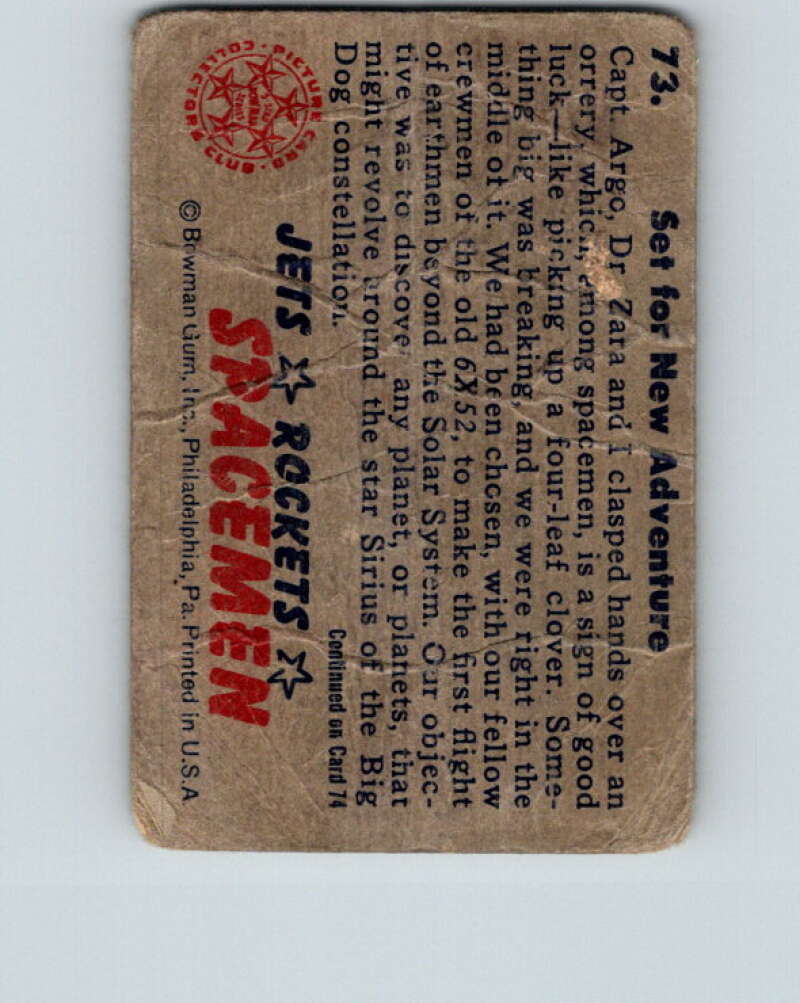 73. Set for New Adventure
Capt. Argo, Dr Zara and I clasped hands over an
orrery, which, among spacemen, is a sign of good
luck—like picking up a four-leaf clover. Some-
thing big was breaking, and we were right in the
middle of it. We had been chosen, with our fellow
crewmen of the old 6X52, to make the first flight
of earthmen beyond the Solar System. Our objec-
tive was to discover any planet, or planets, that
might revolve around the star Sirius of the Big
Dog constellation.
Continued on Card 74
JETS ☆ ROCKETS ☆
SPACEMEN
PICTURE CARD COLLECTORS CLUB
© Bowman Gum, Inc., Philadelphia, Pa. Printed in U.S.A